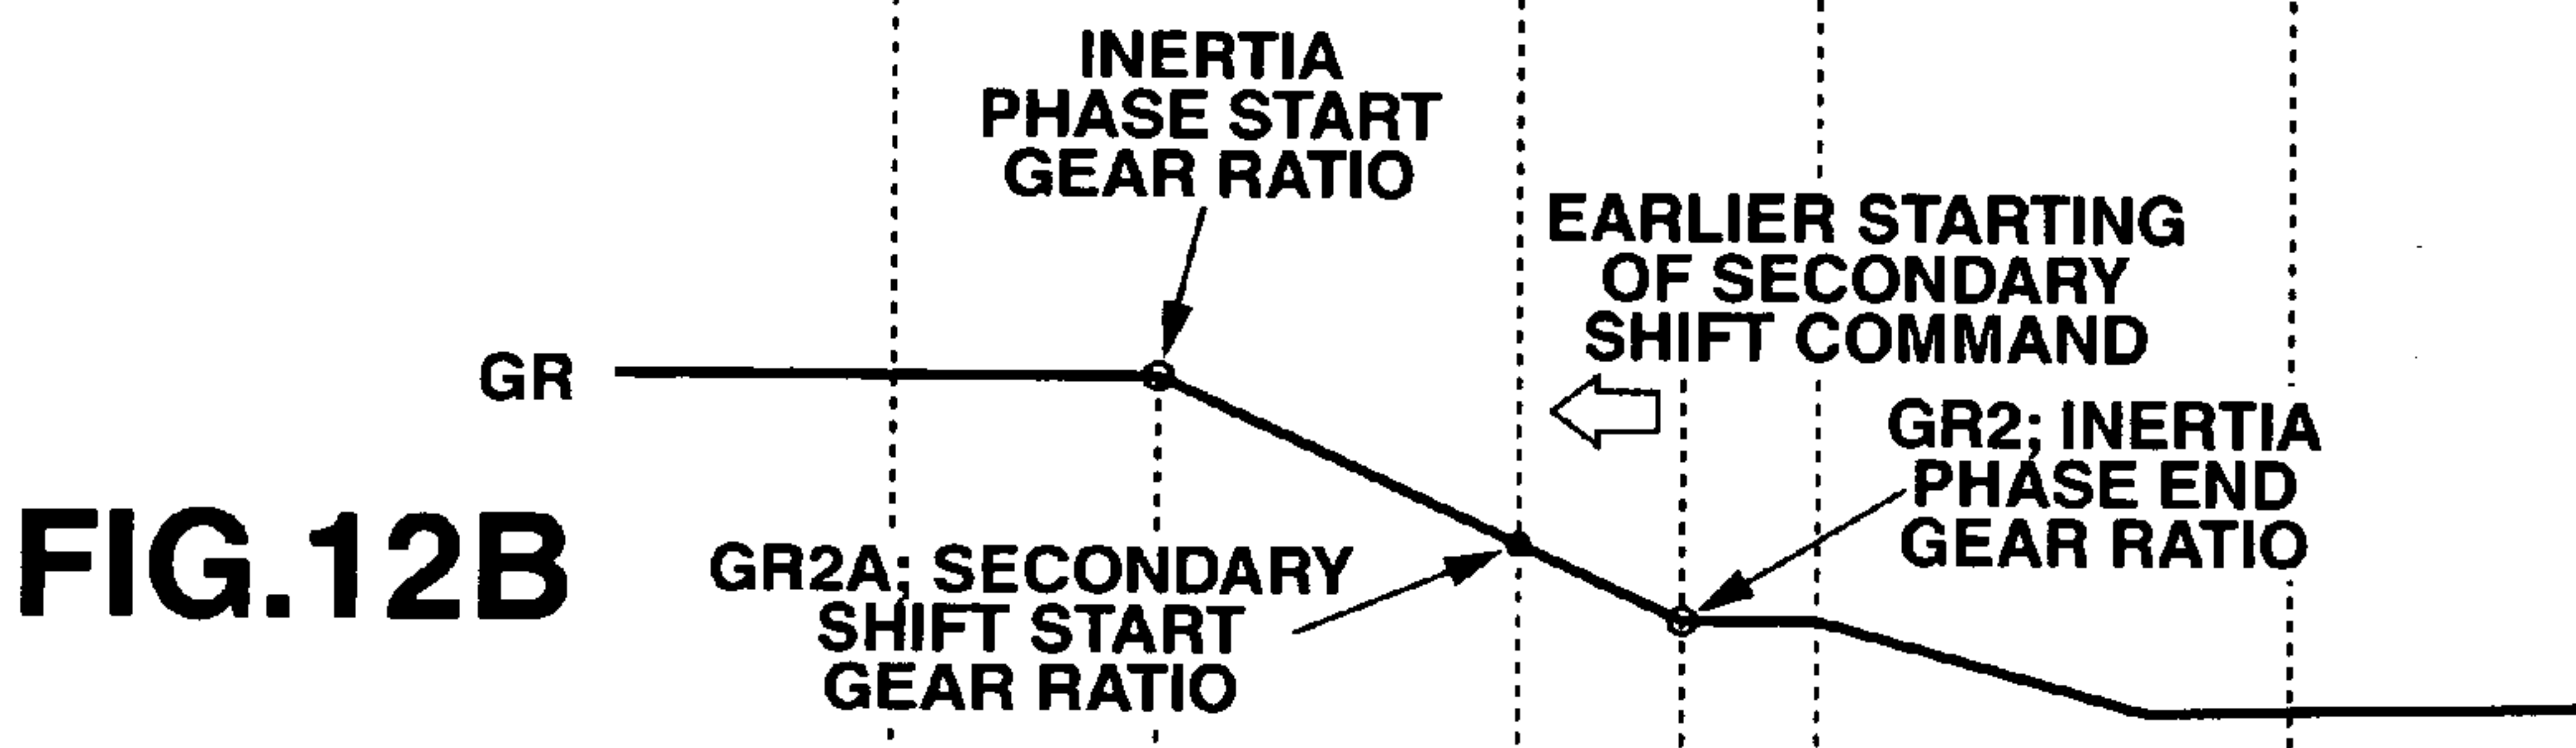 INERTIA
PHASE START
GEAR RATIO
EARLIER STARTING
OF SECONDARY
SHIFT COMMAND
GR
GR2; INERTIA
PHASE END
GEAR RATIO
FIG.12B
GR2A; SECONDARY
SHIFT START
GEAR RATIO